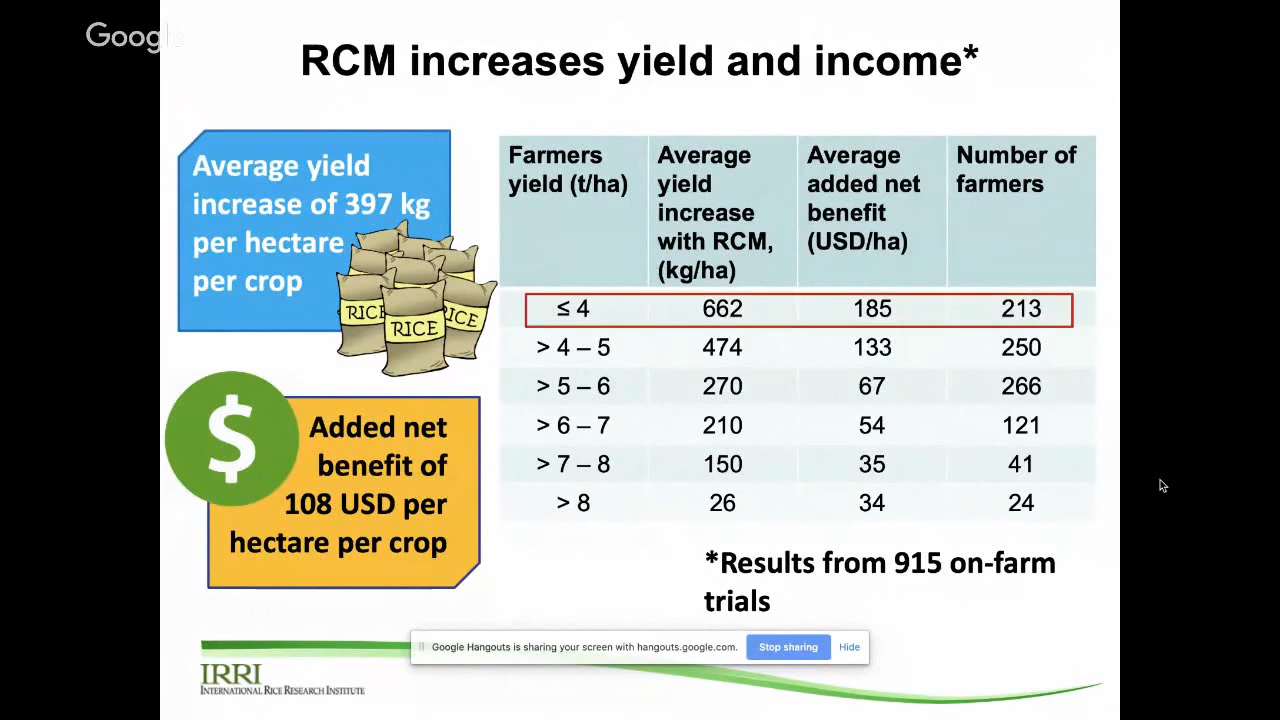 Google
RCM increases yield and income*
Average yield
increase of 397 kg
per hectare
per crop
RICE
RICE
RICE
Added net
benefit of
108 USD per
hectare per crop
$
Farmers yield (t/ha) Average yield increase with RCM, (kg/ha) Average added net benefit (USD/ha) Number of farmers
≤ 4 662 185 213
> 4 – 5 474 133 250
> 5 – 6 270 67 266
> 6 – 7 210 54 121
> 7 – 8 150 35 41
> 8 26 34 24
*Results from 915 on-farm
trials
Google Hangouts is sharing your screen with hangouts.google.com. Stop sharing Hide
IRRI
INTERNATIONAL RICE RESEARCH INSTITUTE